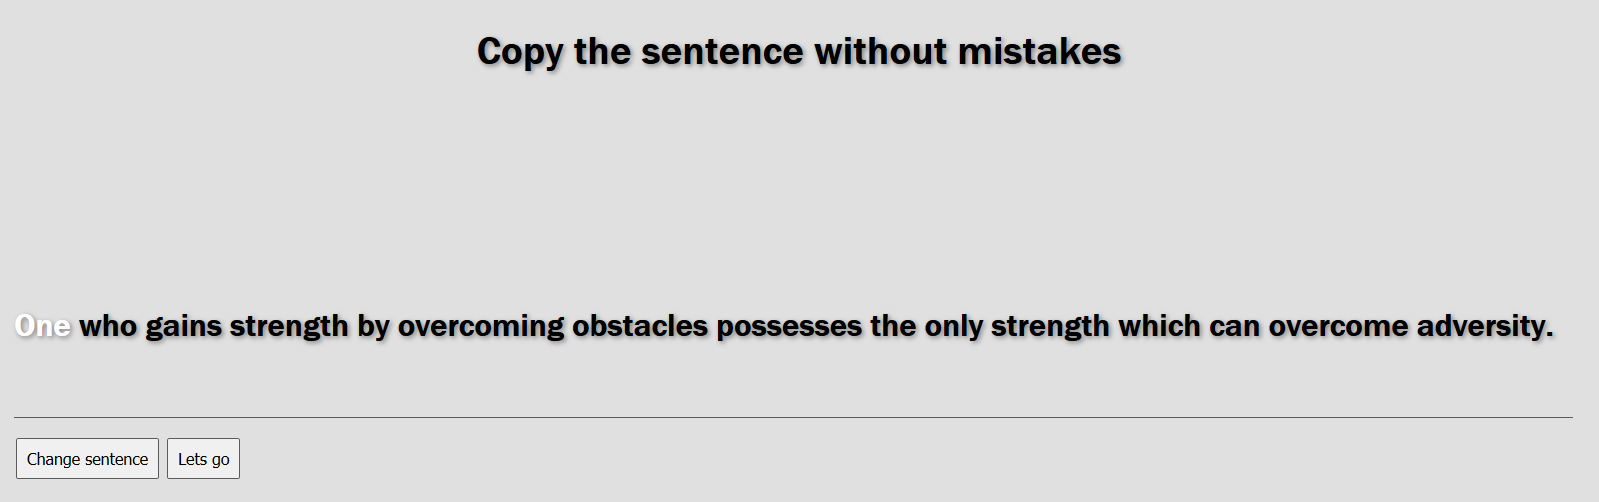 Copy the sentence without mistakes
One who gains strength by overcoming obstacles possesses the only strength which can overcome adversity.
Change sentence Lets go